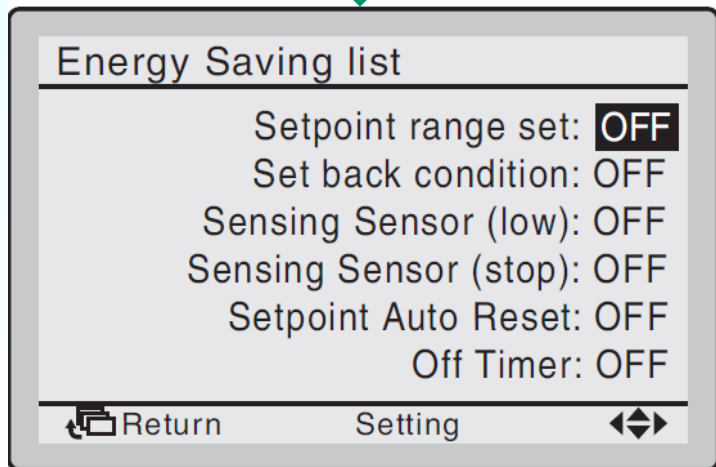 Energy Saving list
Setpoint range set: OFF
Set back condition: OFF
Sensing Sensor (low): OFF
Sensing Sensor (stop): OFF
Setpoint Auto Reset: OFF
Off Timer: OFF
Return Setting